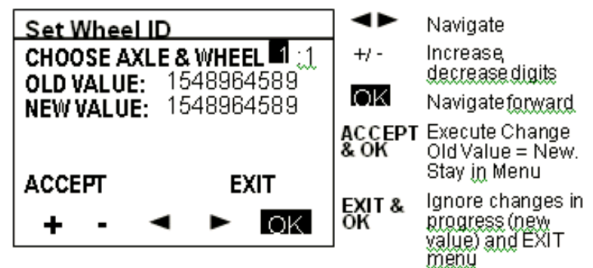 Set Wheel ID
CHOOSE AXLE & WHEEL 1 :1
OLD VALUE: 1548964589
NEW VALUE: 1548964589
ACCEPT EXIT
+ - ◄ ► OK
◄ ► Navigate
+/ - Increase,
decrease digits
OK Navigate forward
ACCEPT & OK
Execute Change
Old Value = New.
Stay in Menu
EXIT & OK
Ignore changes in
progress (new
value) and EXIT
menu